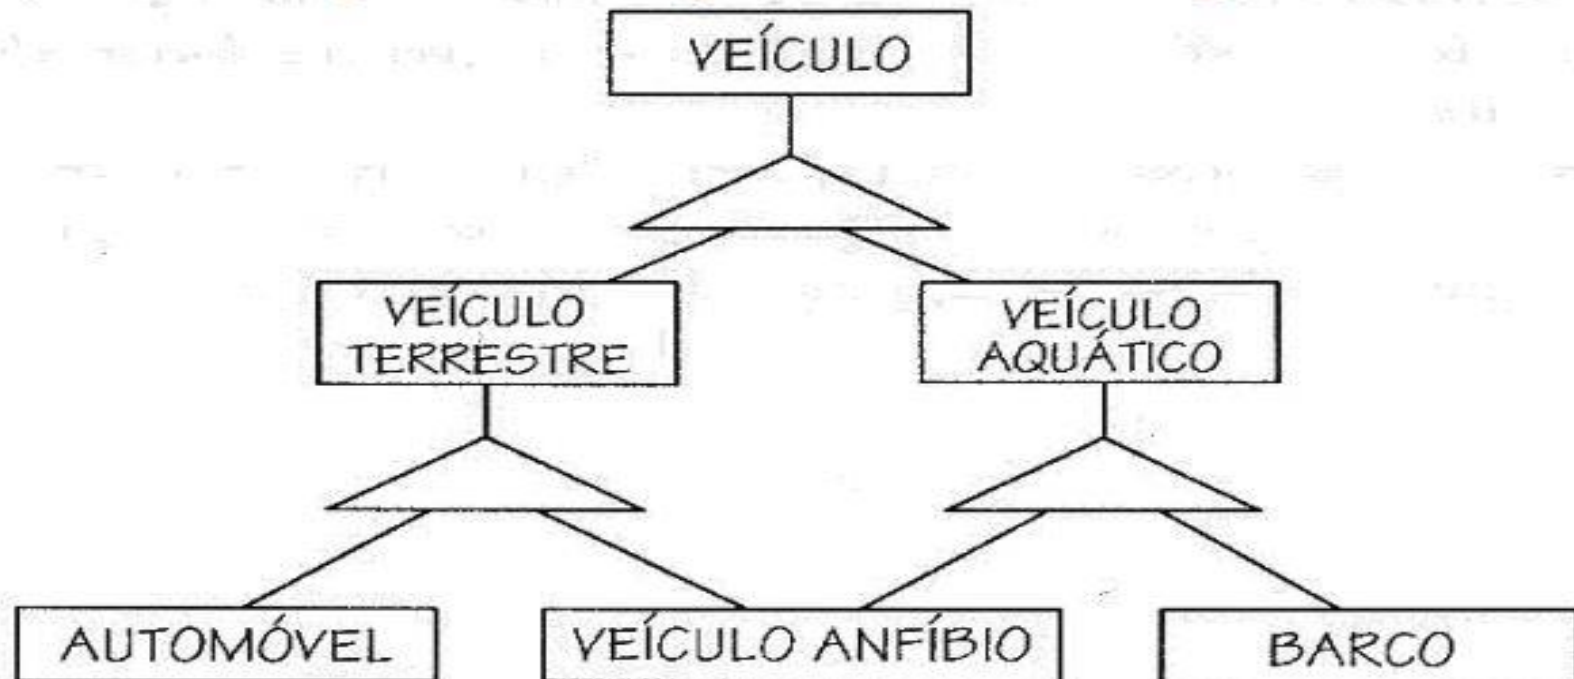 VEÍCULO
VEÍCULO
TERRESTRE
VEÍCULO
AQUÁTICO
AUTOMÓVEL
VEÍCULO ANFÍBIO
BARCO